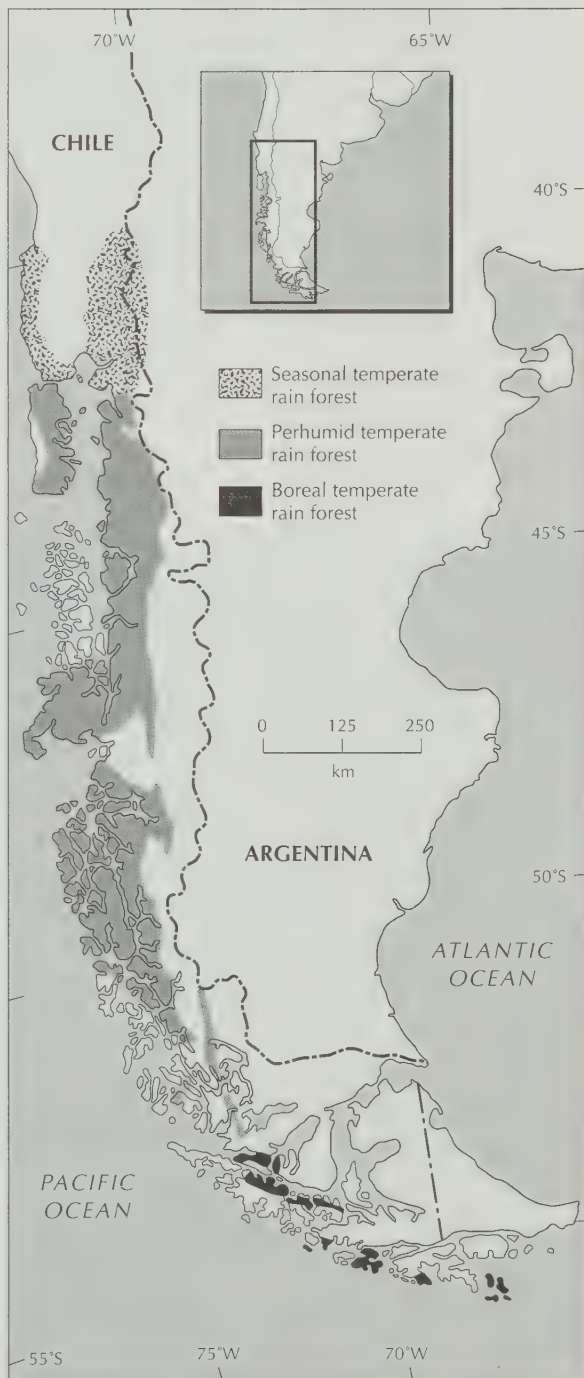 70°W
65°W
CHILE
40°S
Seasonal temperate
rain forest
Perhumid temperate
rain forest
Boreal temperate
rain forest
45°S
0 125 250
km
ARGENTINA
50°S
ATLANTIC
OCEAN
PACIFIC
OCEAN
55°S
75°W
70°W